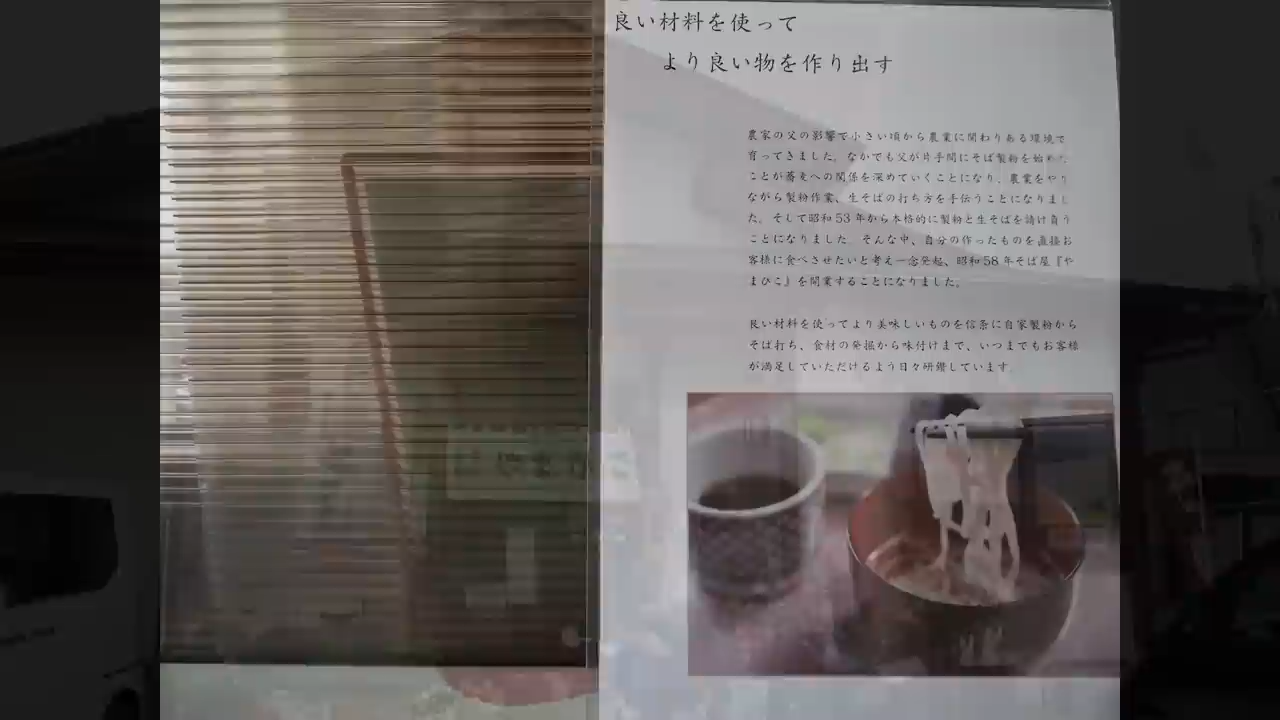 良い材料を使って
より良い物を作り出す
農家の父の影響で小さい頃から農業に関わりある環境で
育ってきました。なかでも父が片手間にそば製粉を始めた
ことが蕎麦への関係を深めていくことになり、農業をやり
ながら製粉作業、生そばの打ち方を手伝うことになりまし
た。そして昭和53年から本格的に製粉と生そばを請け負う
ことになりました。そんな中、自分の作ったものを直接お
客様に食べさせたいと考え一念発起、昭和58年そば屋『や
まひこ』を開業することになりました。
良い材料を使ってより美味しいものを信条に自家製粉から
そば打ち、食材の発掘から味付けまで、いつまでもお客様
が満足していただけるよう日々研鑽しています。